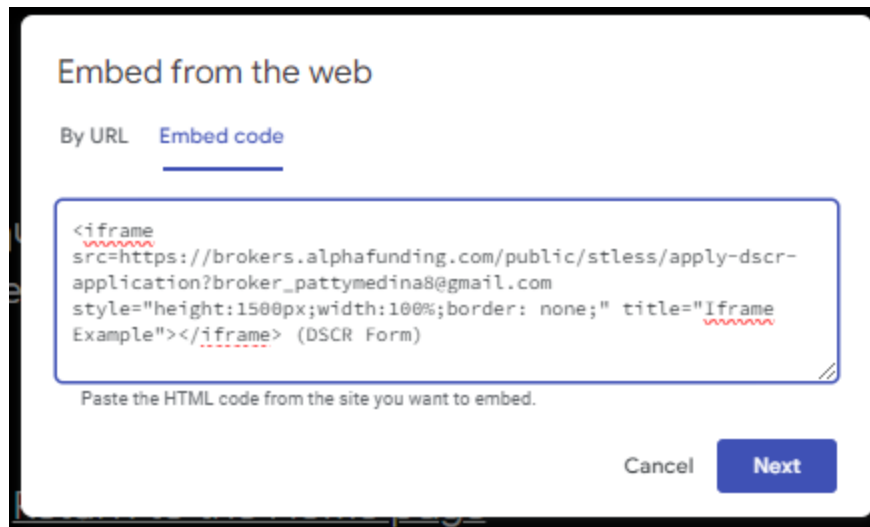 Embed from the web
By URL Embed code
<iframe
src=https://brokers.alphafunding.com/public/stless/apply-dscr-
application?broker_pattymedina8@gmail.com
style="height:1500px;width:100%;border: none;" title="Iframe
Example"></iframe> (DSCR Form)
Paste the HTML code from the site you want to embed.
Cancel Next